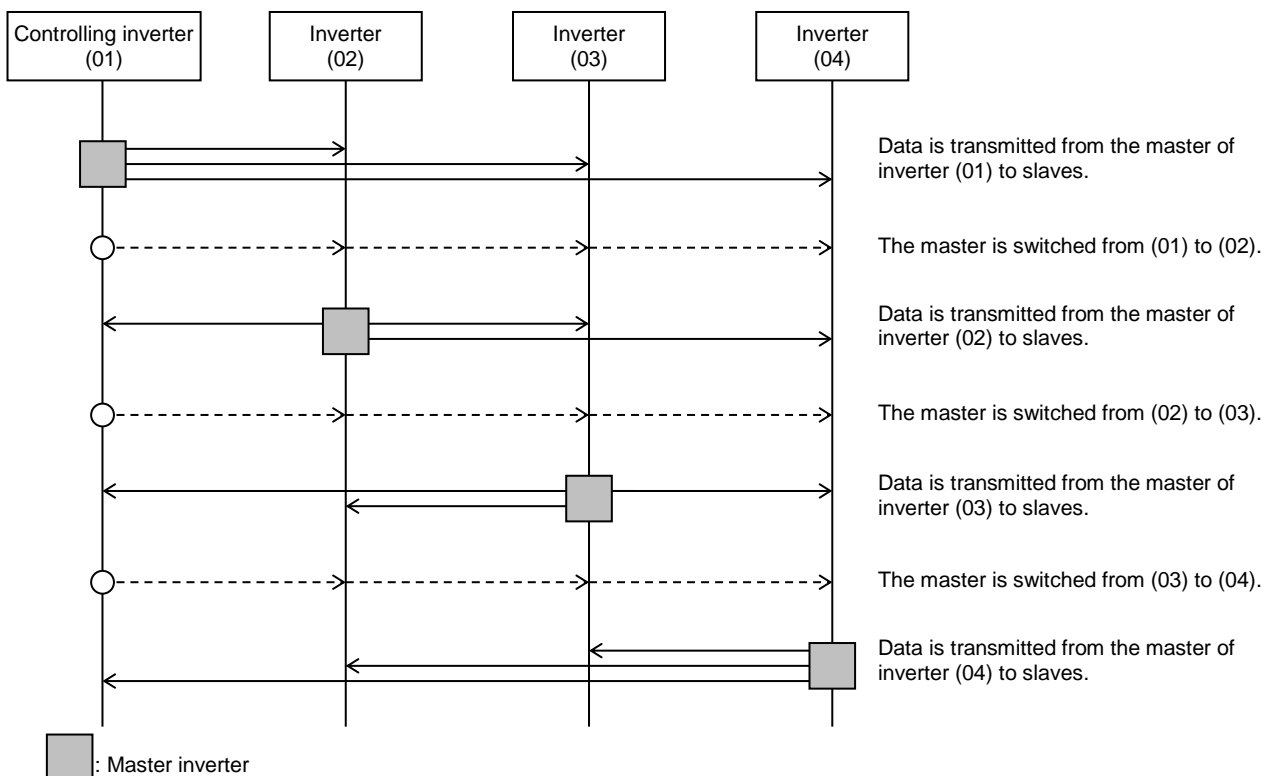 Controlling inverter
(01)
Inverter
(02)
Inverter
(03)
Inverter
(04)
Data is transmitted from the master of
inverter (01) to slaves.
The master is switched from (01) to (02).
Data is transmitted from the master of
inverter (02) to slaves.
The master is switched from (02) to (03).
Data is transmitted from the master of
inverter (03) to slaves.
The master is switched from (03) to (04).
Data is transmitted from the master of
inverter (04) to slaves.
: Master inverter